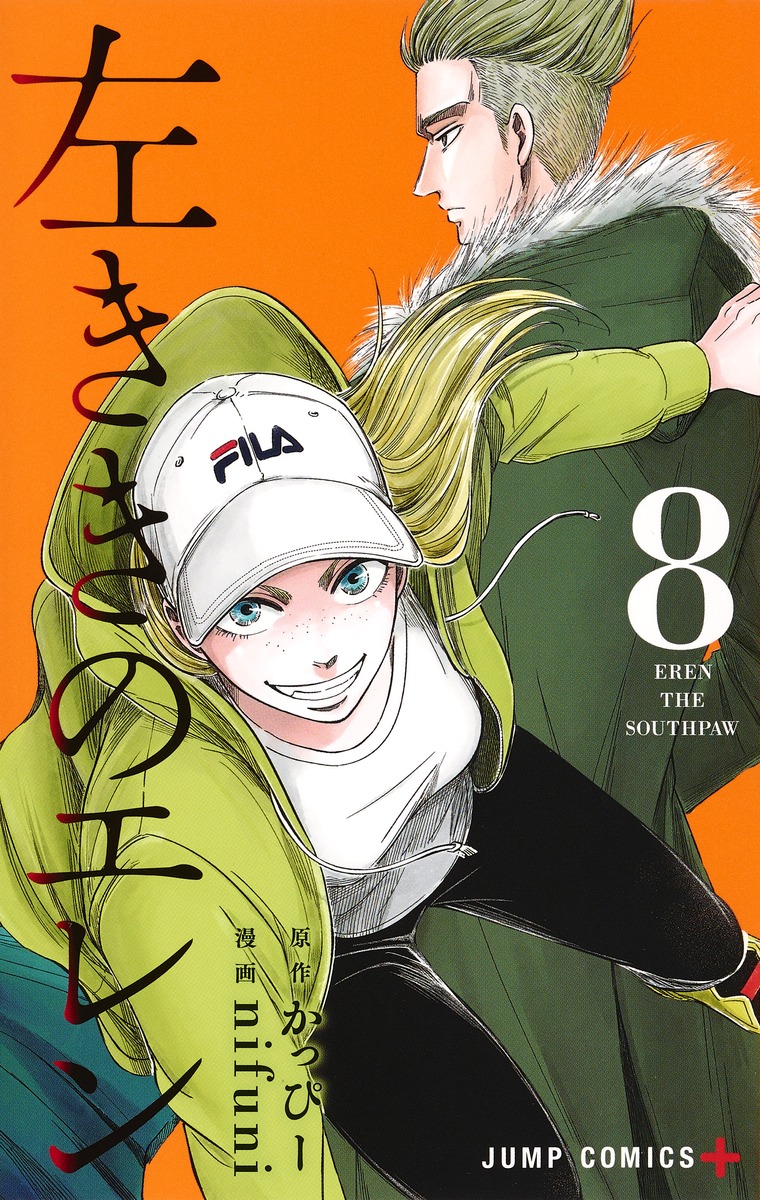 左ききのエレン
FILA
8
EREN
THE
SOUTHPAW
原作 かっぴー
漫画 nifuni
JUMP COMICS+